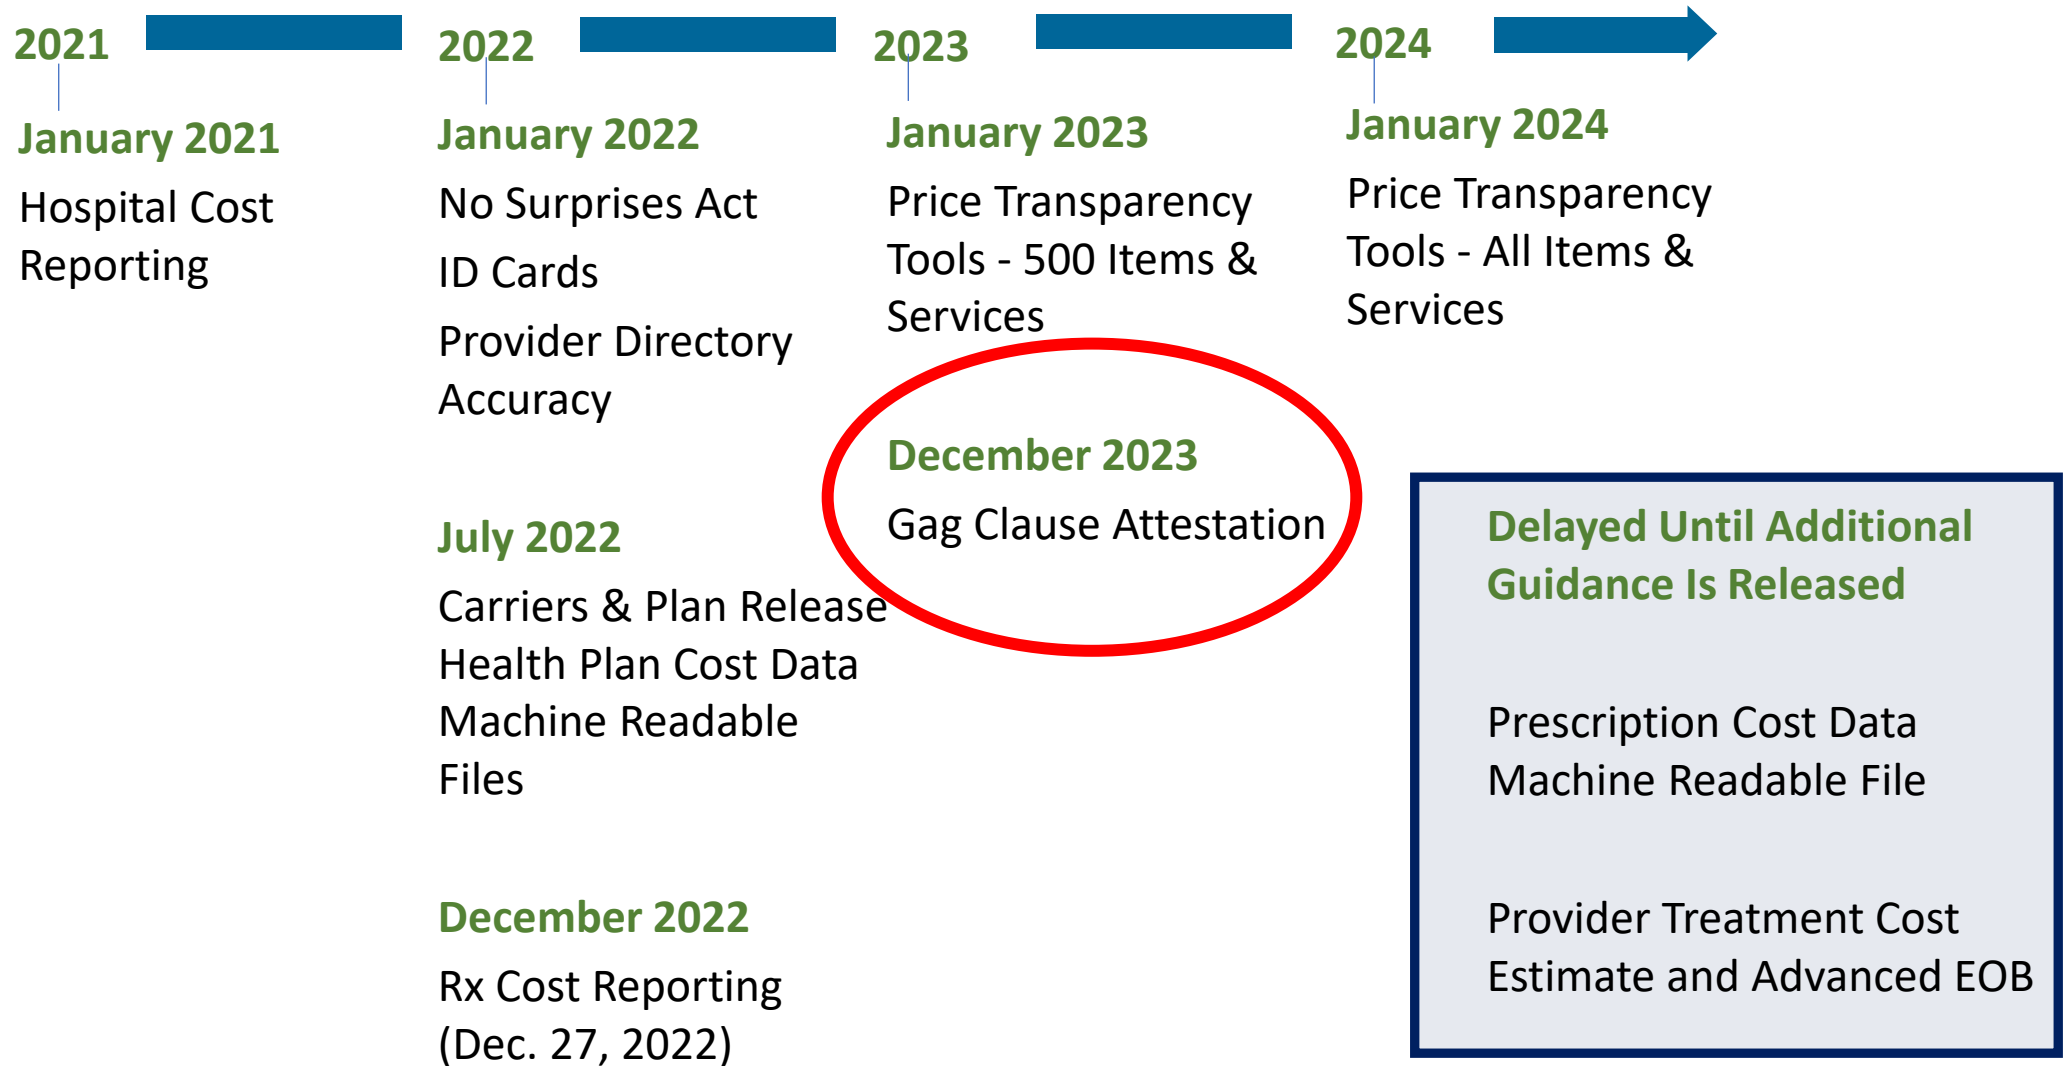 2021
January 2021
Hospital Cost
Reporting
2022
January 2022
No Surprises Act
ID Cards
Provider Directory
Accuracy
July 2022
Carriers & Plan Release
Health Plan Cost Data
Machine Readable
Files
December 2022
Rx Cost Reporting
(Dec. 27, 2022)
2023
January 2023
Price Transparency
Tools - 500 Items &
Services
December 2023
Gag Clause Attestation
2024
January 2024
Price Transparency
Tools - All Items &
Services
Delayed Until Additional
Guidance Is Released
Prescription Cost Data
Machine Readable File
Provider Treatment Cost
Estimate and Advanced EOB